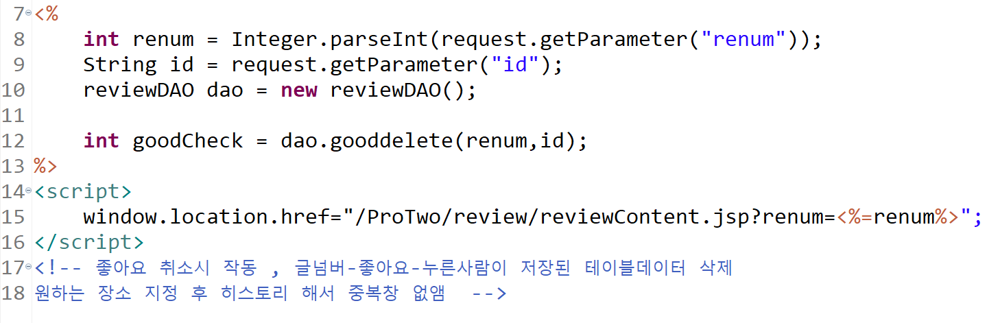 7 <%
8 int renum = Integer.parseInt(request.getParameter("renum"));
9 String id = request.getParameter("id");
10 reviewDAO dao = new reviewDAO();
11
12 int goodCheck = dao.gooddelete(renum,id);
13 %>
14 <script>
15 window.location.href="/ProTwo/review/reviewContent.jsp?renum=<%=renum%>";
16 </script>
17 <!-- 좋아요 취소시 작동 , 글넘버-좋아요-누른사람이 저장된 테이블데이터 삭제
18 원하는 장소 지정 후 히스토리 해서 중복창 없앰 -->